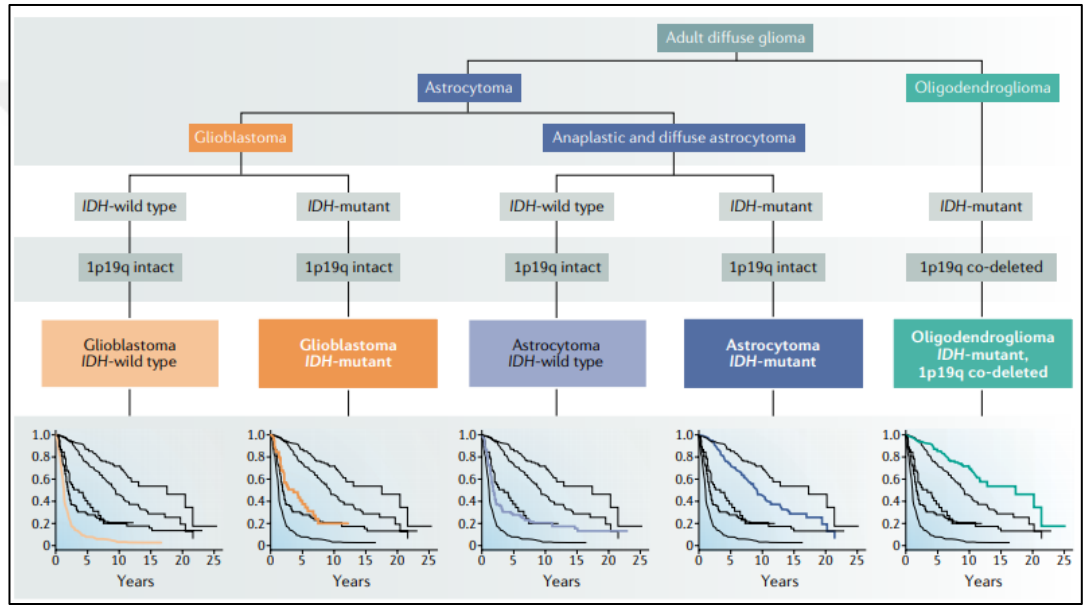 Adult diffuse glioma
Astrocytoma
Oligodendroglioma
Glioblastoma
Anaplastic and diffuse astrocytoma
IDH-wild type
IDH-mutant
IDH-wild type
IDH-mutant
IDH-mutant
1p19q intact
1p19q intact
1p19q intact
1p19q intact
1p19q co-deleted
Glioblastoma
IDH-wild type
Glioblastoma
IDH-mutant
Astrocytoma
IDH-wild type
Astrocytoma
IDH-mutant
Oligodendroglioma
IDH-mutant,
1p19q co-deleted
1.0
0.8
0.6
0.4
0.2
0
0 5 10 15 20 25
Years
1.0
0.8
0.6
0.4
0.2
0
0 5 10 15 20 25
Years
1.0
0.8
0.6
0.4
0.2
0
0 5 10 15 20 25
Years
1.0
0.8
0.6
0.4
0.2
0
0 5 10 15 20 25
Years
1.0
0.8
0.6
0.4
0.2
0
0 5 10 15 20 25
Years